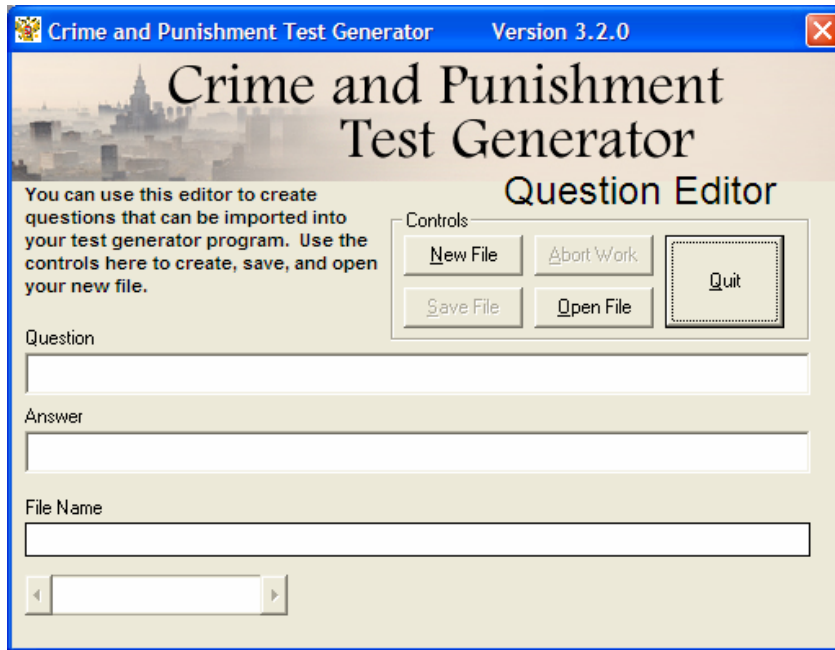 Crime and Punishment Test Generator Version 3.2.0
Crime and Punishment
Test Generator
Question Editor
You can use this editor to create
questions that can be imported into
your test generator program. Use the
controls here to create, save, and open
your new file.
Controls
New File
Abort Work
Quit
Save File
Open File
Question
Answer
File Name